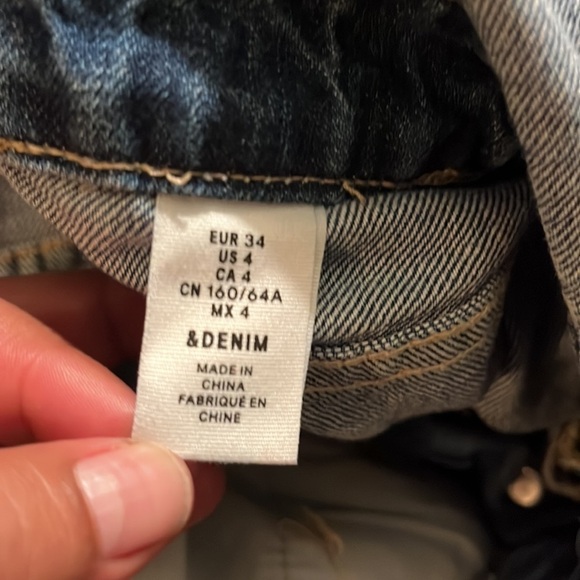 EUR 34
US 4
CA 4
CN 160/64A
MX 4
&DENIM
MADE IN
CHINA
FABRIQUÉ EN
CHINE